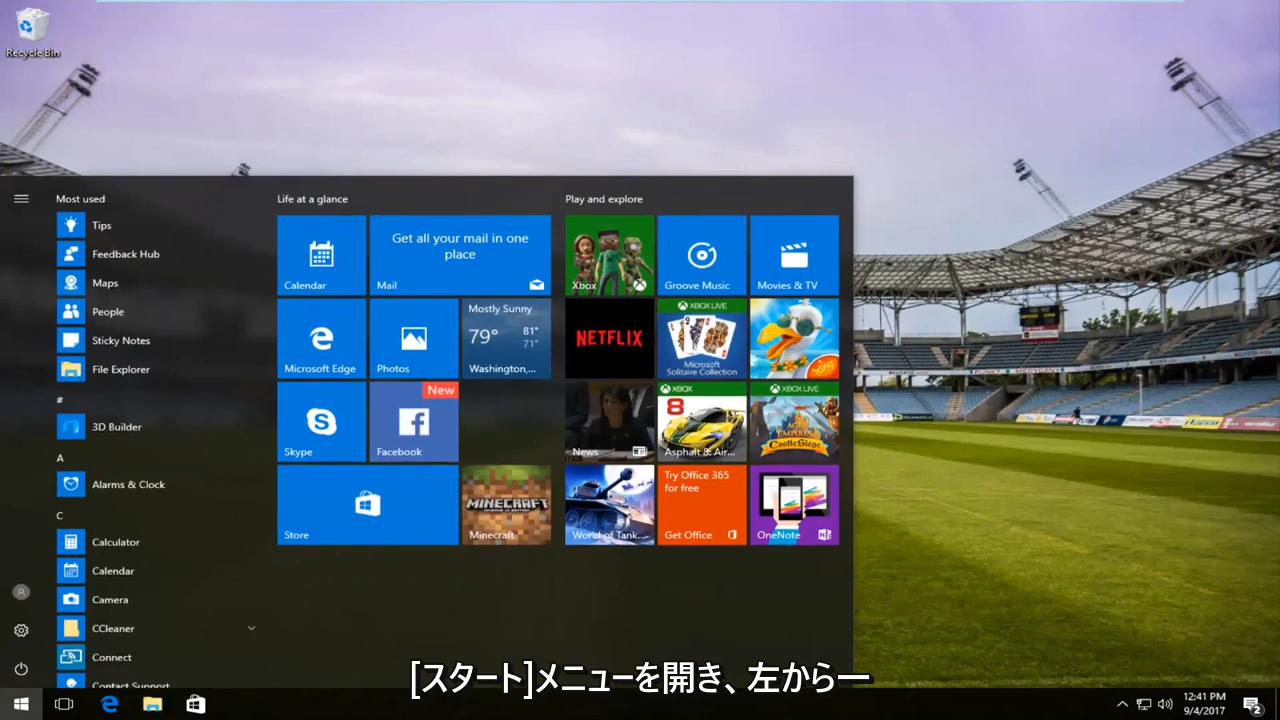 Recycle Bin
Most used
Tips
Feedback Hub
Maps
People
Sticky Notes
File Explorer
#
3D Builder
A
Alarms & Clock
C
Calculator
Calendar
Camera
CCleaner
Connect
Contact Support
Life at a glance
Calendar
Get all your mail in one
place
Mail
Microsoft Edge
Photos
Mostly Sunny
79°
81°
71°
Washington,...
Skype
New
Facebook
Store
MINECRAFT
Minecraft
Play and explore
Xbox
Groove Music
Movies & TV
NETFLIX
XBOX LIVE
Microsoft
Solitaire Collection
News
XBOX
8
Asphalt 8: Air...
XBOX LIVE
AGE OF
EMPIRES
Castle Siege
World of Tank...
Try Office 365
for free
Get Office
OneNote
[スタート]メニューを開き、左から一
12:41 PM
9/4/2017
2